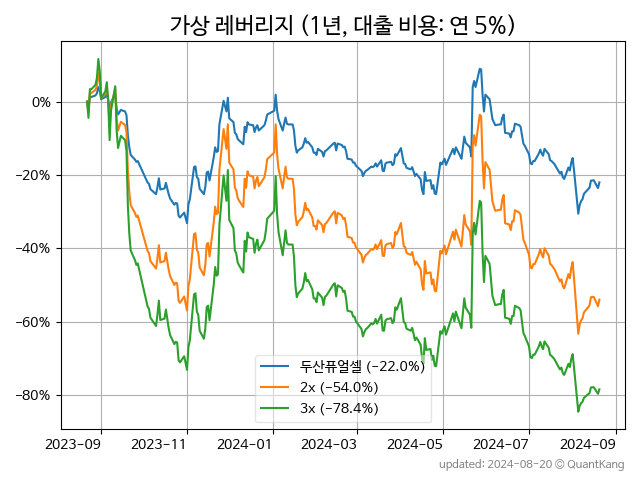 가상 레버리지 (1년, 대출 비용: 연 5%)
0%
−20%
−40%
−60%
−80%
두산퓨얼셀 (−22.0%)
2x (−54.0%)
3x (−78.4%)
2023−09 2023−11 2024−01 2024−03 2024−05 2024−07 2024−09
updated: 2024-08-20 © QuantKang